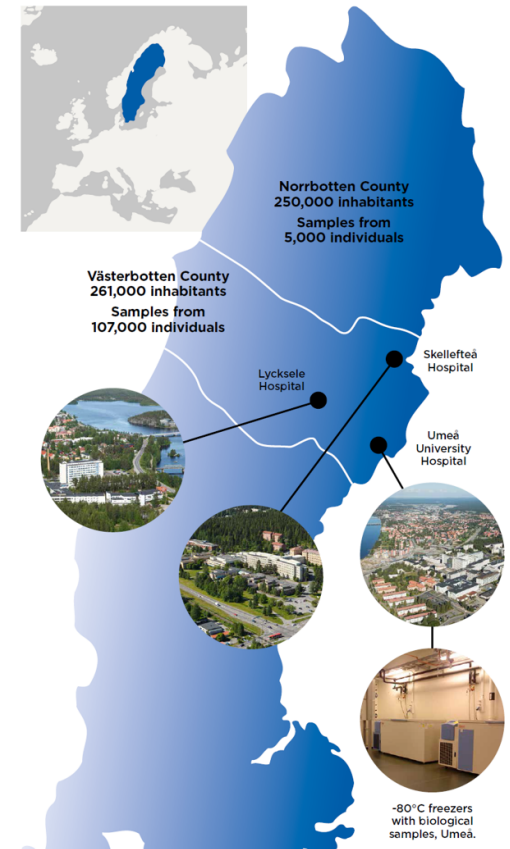 Norrbotten County
250,000 inhabitants
Samples from
5,000 individuals
Västerbotten County
261,000 inhabitants
Samples from
107,000 individuals
Skellefteå
Hospital
Lycksele
Hospital
Umeå
University
Hospital
-80°C freezers
with biological
samples, Umeå.